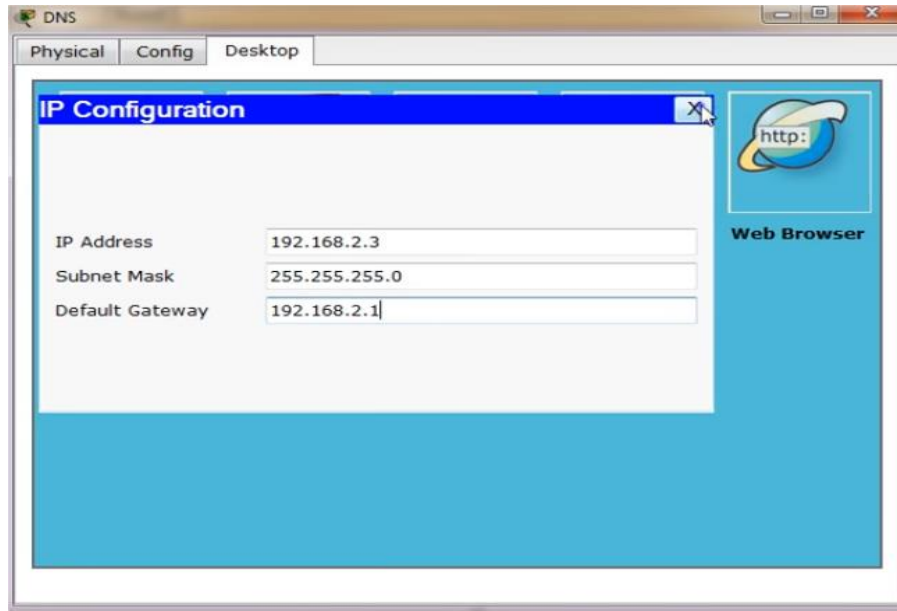 DNS
Physical Config Desktop
IP Configuration X
http:
IP Address 192.168.2.3
Web Browser
Subnet Mask 255.255.255.0
Default Gateway 192.168.2.1